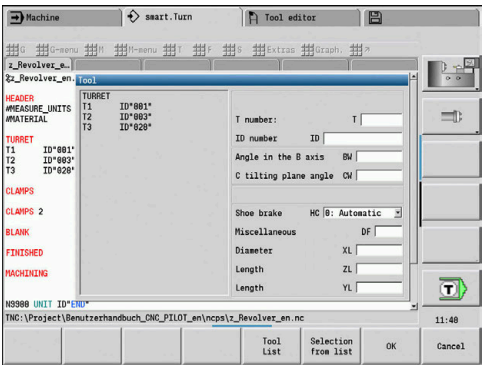 Machine
smart.Turn
Tool editor
G G-menu M M-menu T F S Extras Graph.
z_Revolver_e…
z_Revolver_en.
Tool
HEADER
#MEASURE_UNITS
#MATERIAL
TURRET
T1 ID"001"
T2 ID"003"
T3 ID"020"
CLAMPS
CLAMPS 2
BLANK
FINISHED
MACHINING
N9900 UNIT ID"END"
TURRET
T1 ID"001"
T2 ID"003"
T3 ID"020"
T number: T
ID number ID
Angle in the B axis BW
C tilting plane angle CW
Shoe brake HC 0: Automatic
Miscellaneous DF
Diameter XL
Length ZL
Length YL
T
TNC:\Project\Benutzerhandbuch_CNC_PILOT_en\ncps\z_Revolver_en.nc
11:40
Tool List
Selection from list
OK
Cancel